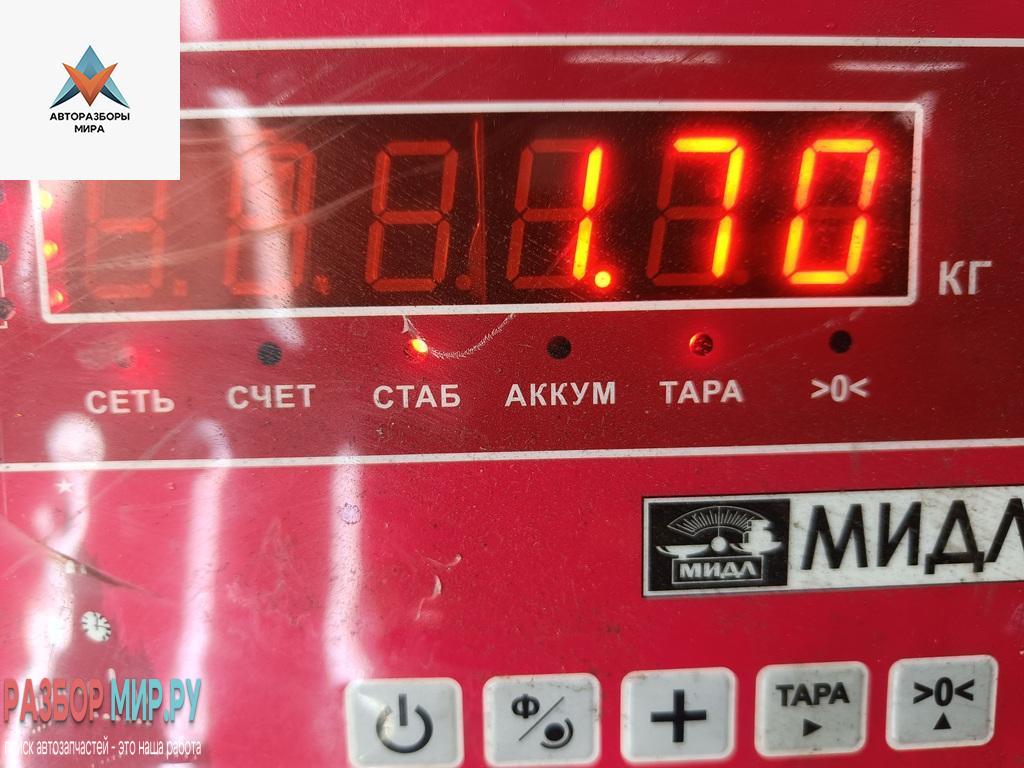 АВТОРАЗБОРЫ
МИРА
1.70
КГ
СЕТЬ СЧЕТ СТАБ АККУМ ТАРА >0<
МИДЛ МИДЛ
РАЗБОР МИР.РУ
поиск автозапчастей - это наша работа
Ф + ТАРА >0<